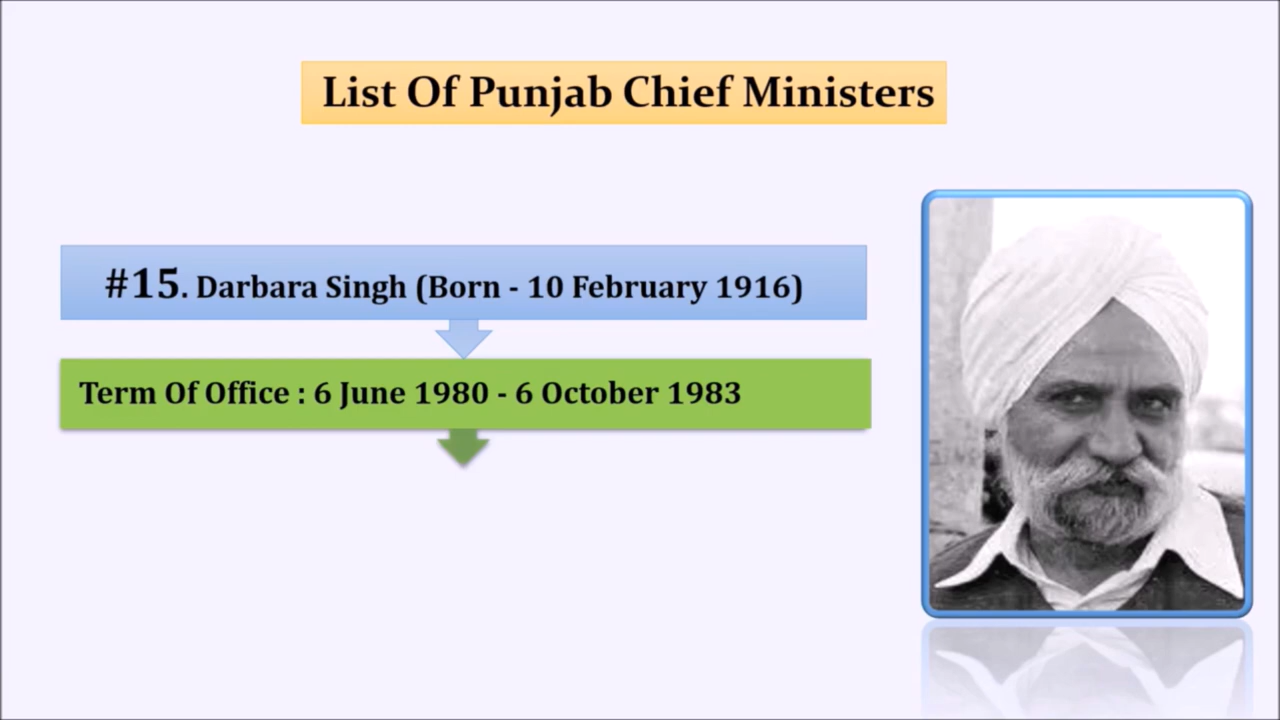 List Of Punjab Chief Ministers
#15. Darbara Singh (Born - 10 February 1916)
Term Of Office : 6 June 1980 - 6 October 1983